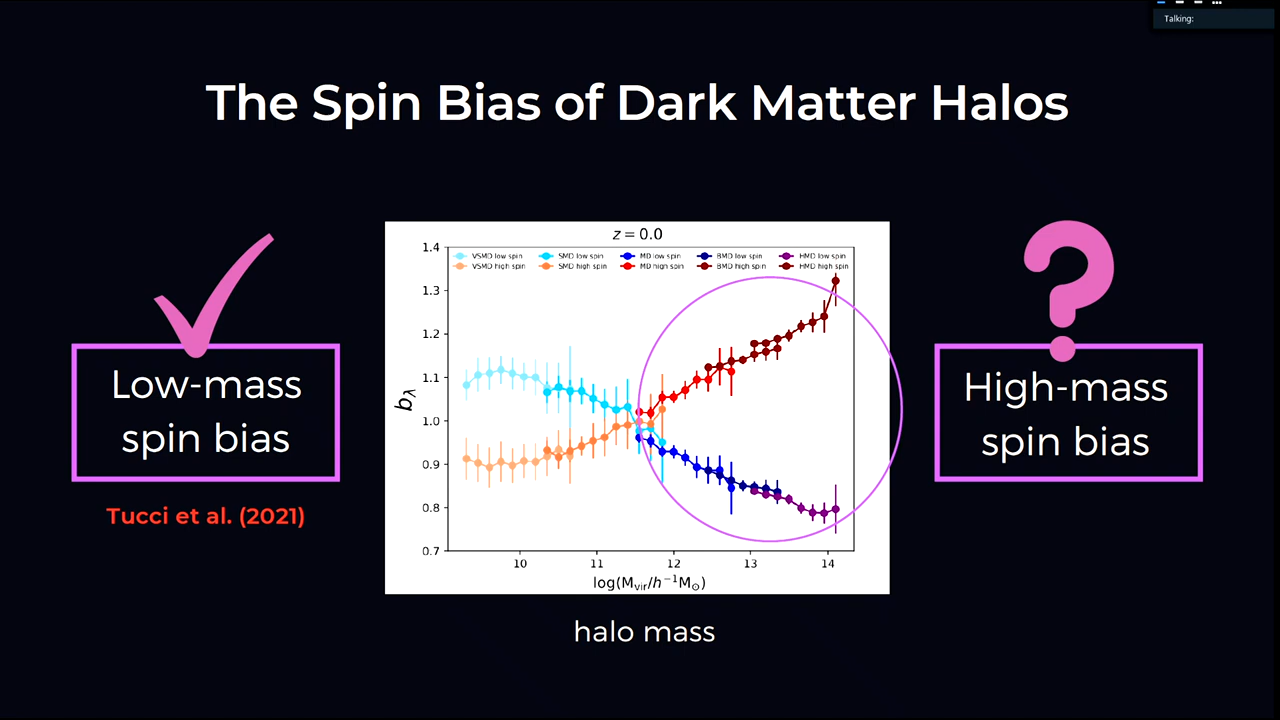 Talking:
The Spin Bias of Dark Matter Halos
Low-mass
spin bias
Tucci et al. (2021)
z = 0.0
VSMD low spin
SMD low spin
MD low spin
BMD low spin
HMD low spin
VSMD high spin
SMD high spin
MD high spin
BMD high spin
HMD high spin
1.4
1.3
1.2
1.1
1.0
0.9
0.8
0.7
bλ
10
11
12
13
14
log(Mvir/h⁻¹M⊙)
halo mass
?
High-mass
spin bias